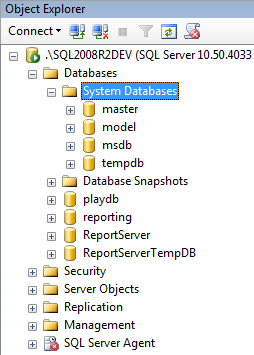 Object Explorer
Connect
.\SQL2008R2DEV (SQL Server 10.50.4033
Databases
System Databases
master
model
msdb
tempdb
Database Snapshots
playdb
reporting
ReportServer
ReportServerTempDB
Security
Server Objects
Replication
Management
SQL Server Agent